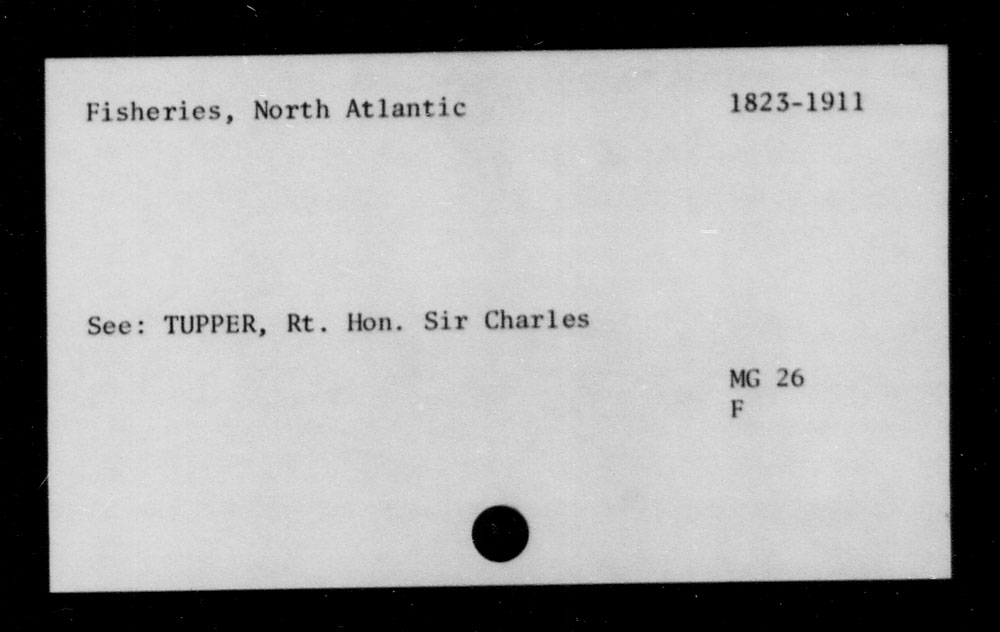 Fisheries, North Atlantic 1823-1911
See: TUPPER, Rt. Hon. Sir Charles
MG 26
F